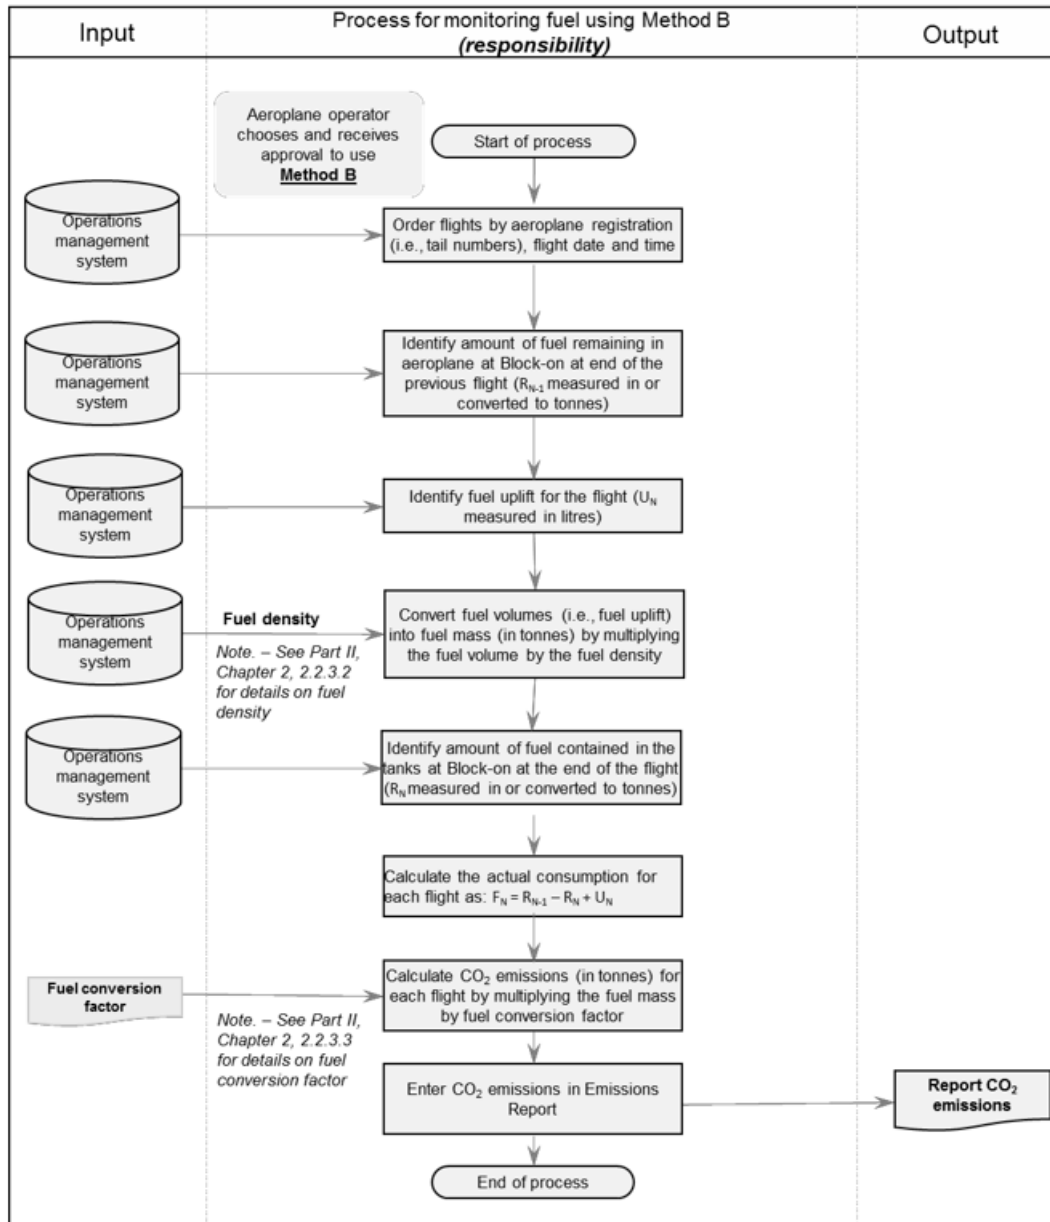 Input
Process for monitoring fuel using Method B
(responsibility)
Output
Aeroplane operator
chooses and receives
approval to use
Method B
Start of process
Operations
management
system
Order flights by aeroplane registration
(i.e., tail numbers), flight date and time
Operations
management
system
Identify amount of fuel remaining in
aeroplane at Block-on at end of the
previous flight (R_N-1 measured in or
converted to tonnes)
Operations
management
system
Identify fuel uplift for the flight (U_N
measured in litres)
Operations
management
system
Fuel density
Note. – See Part II,
Chapter 2, 2.2.3.2
for details on fuel
density
Convert fuel volumes (i.e., fuel uplift)
into fuel mass (in tonnes) by multiplying
the fuel volume by the fuel density
Operations
management
system
Identify amount of fuel contained in the
tanks at Block-on at the end of the flight
(R_N measured in or converted to tonnes)
Calculate the actual consumption for
each flight as: F_N = R_N-1 – R_N + U_N
Fuel conversion
factor
Note. – See Part II,
Chapter 2, 2.2.3.3
for details on fuel
conversion factor
Calculate CO₂ emissions (in tonnes) for
each flight by multiplying the fuel mass
by fuel conversion factor
Enter CO₂ emissions in Emissions
Report
Report CO₂
emissions
End of process